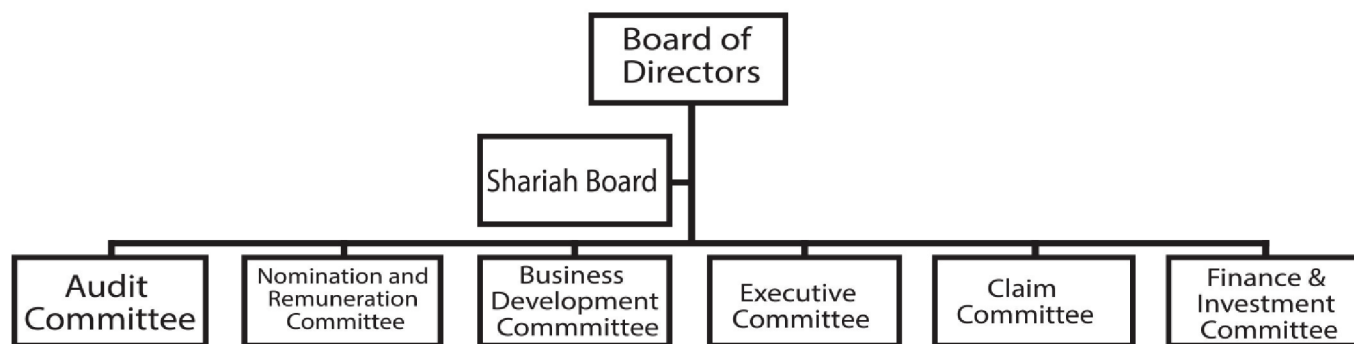 Board of
Directors
Shariah Board
Audit
Committee
Nomination and
Remuneration
Committee
Business
Development
Commmittee
Executive
Committee
Claim
Committee
Finance &
Investment
Committee